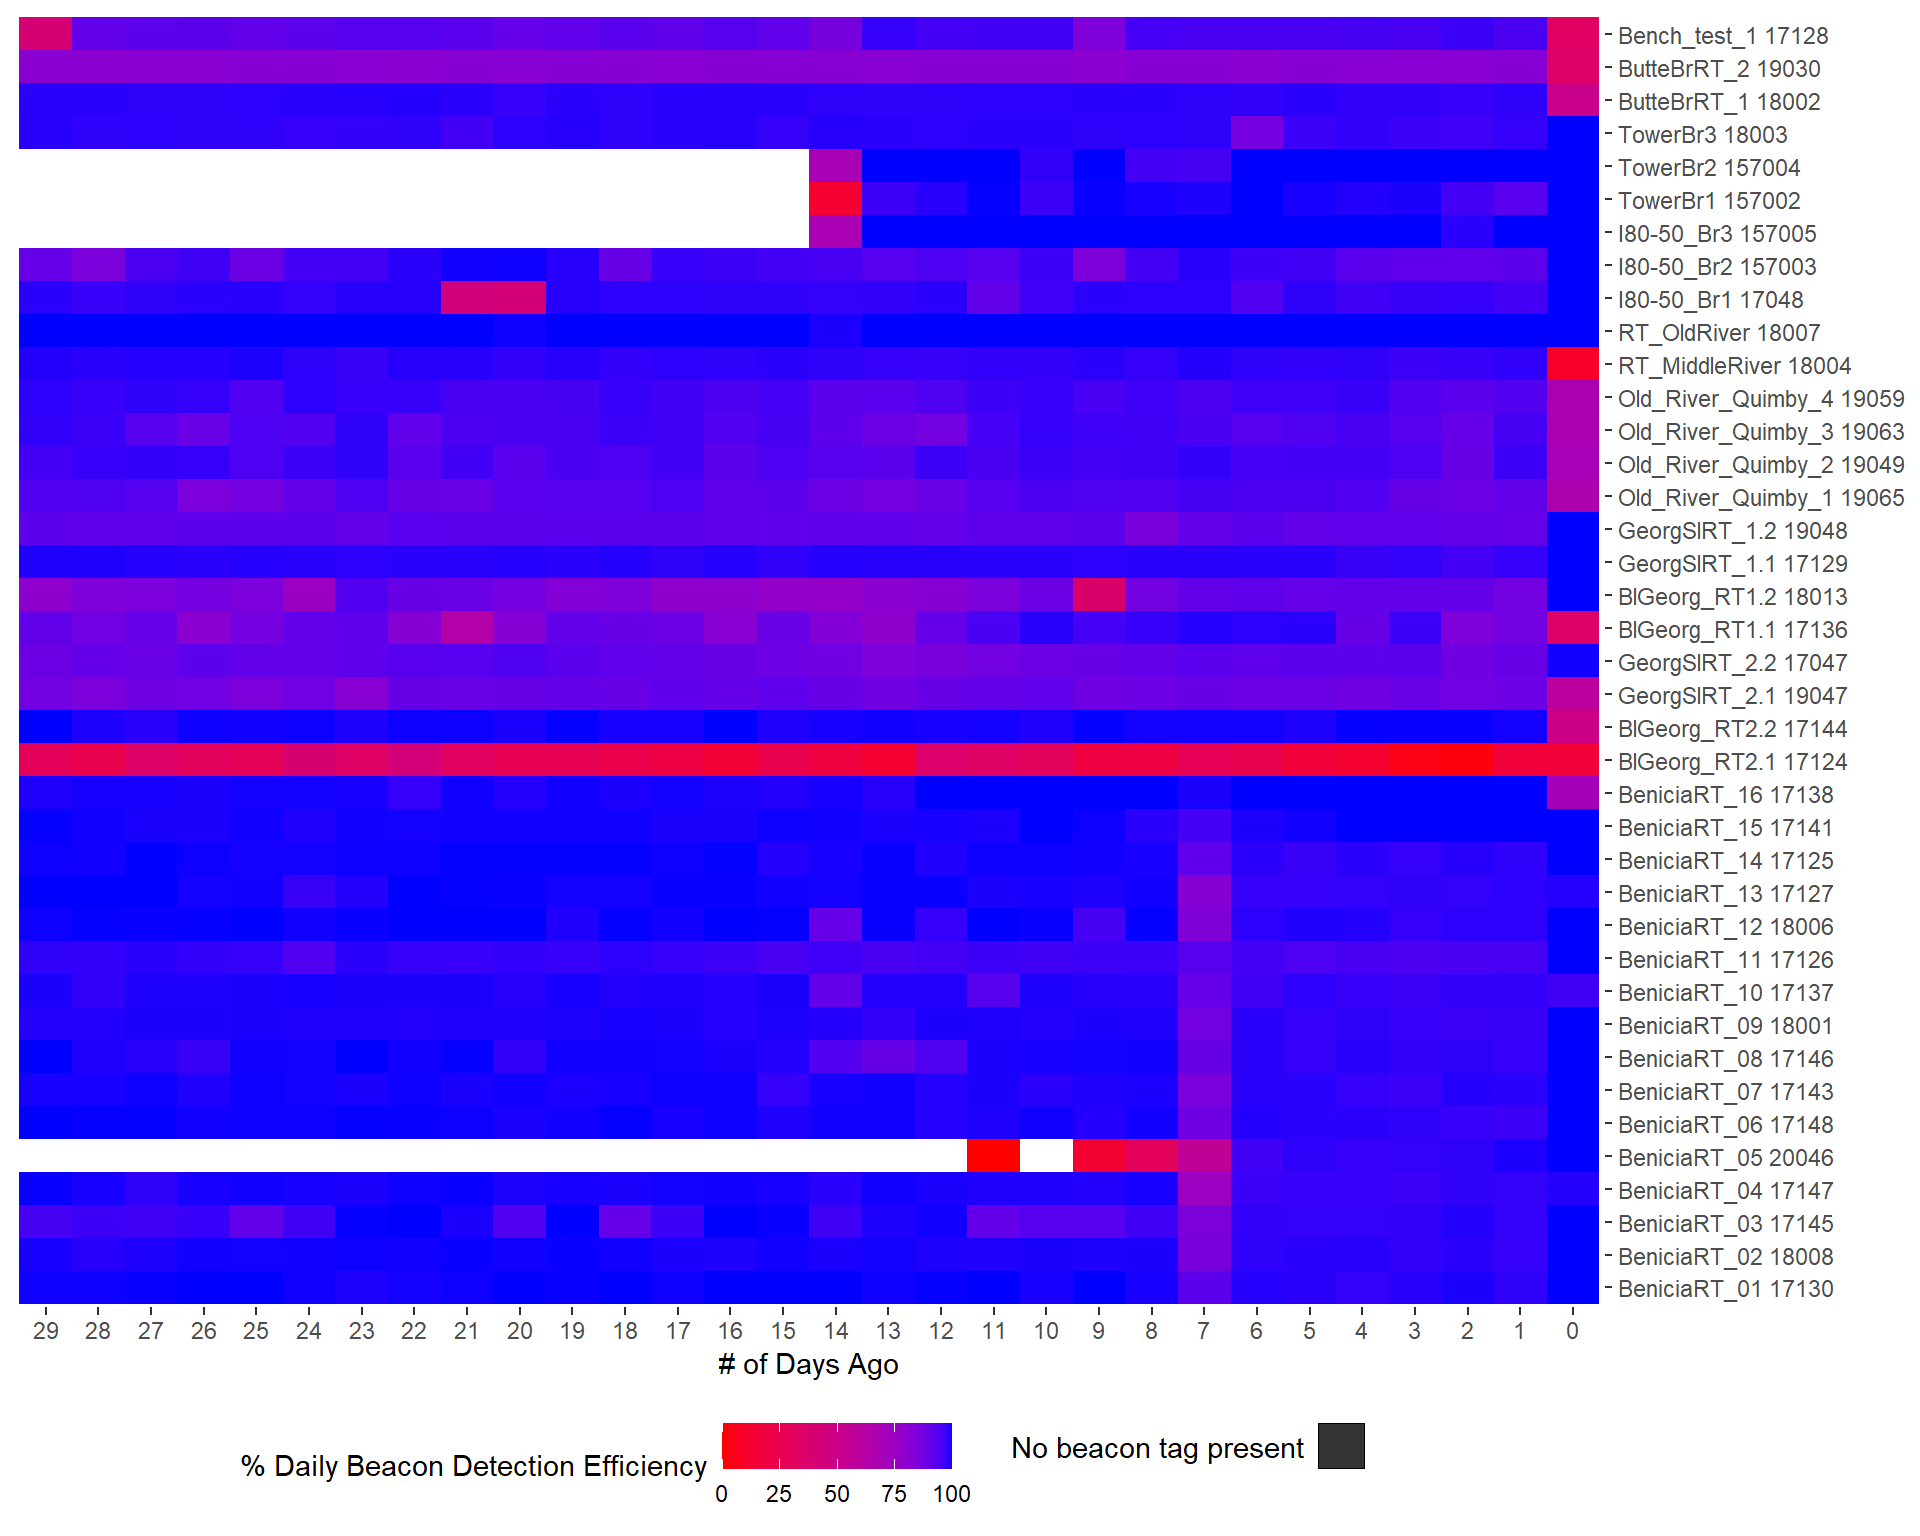 Bench_test_1 17128
ButteBrRT_2 19030
ButteBrRT_1 18002
TowerBr3 18003
TowerBr2 157004
TowerBr1 157002
I80-50_Br3 157005
I80-50_Br2 157003
I80-50_Br1 17048
RT_OldRiver 18007
RT_MiddleRiver 18004
Old_River_Quimby_4 19059
Old_River_Quimby_3 19063
Old_River_Quimby_2 19049
Old_River_Quimby_1 19065
GeorgSlRT_1.2 19048
GeorgSlRT_1.1 17129
BlGeorg_RT1.2 18013
BlGeorg_RT1.1 17136
GeorgSlRT_2.2 17047
GeorgSlRT_2.1 19047
BlGeorg_RT2.2 17144
BlGeorg_RT2.1 17124
BeniciaRT_16 17138
BeniciaRT_15 17141
BeniciaRT_14 17125
BeniciaRT_13 17127
BeniciaRT_12 18006
BeniciaRT_11 17126
BeniciaRT_10 17137
BeniciaRT_09 18001
BeniciaRT_08 17146
BeniciaRT_07 17143
BeniciaRT_06 17148
BeniciaRT_05 20046
BeniciaRT_04 17147
BeniciaRT_03 17145
BeniciaRT_02 18008
BeniciaRT_01 17130
29 28 27 26 25 24 23 22 21 20 19 18 17 16 15 14 13 12 11 10 9 8 7 6 5 4 3 2 1 0
# of Days Ago
% Daily Beacon Detection Efficiency
0 25 50 75 100
No beacon tag present